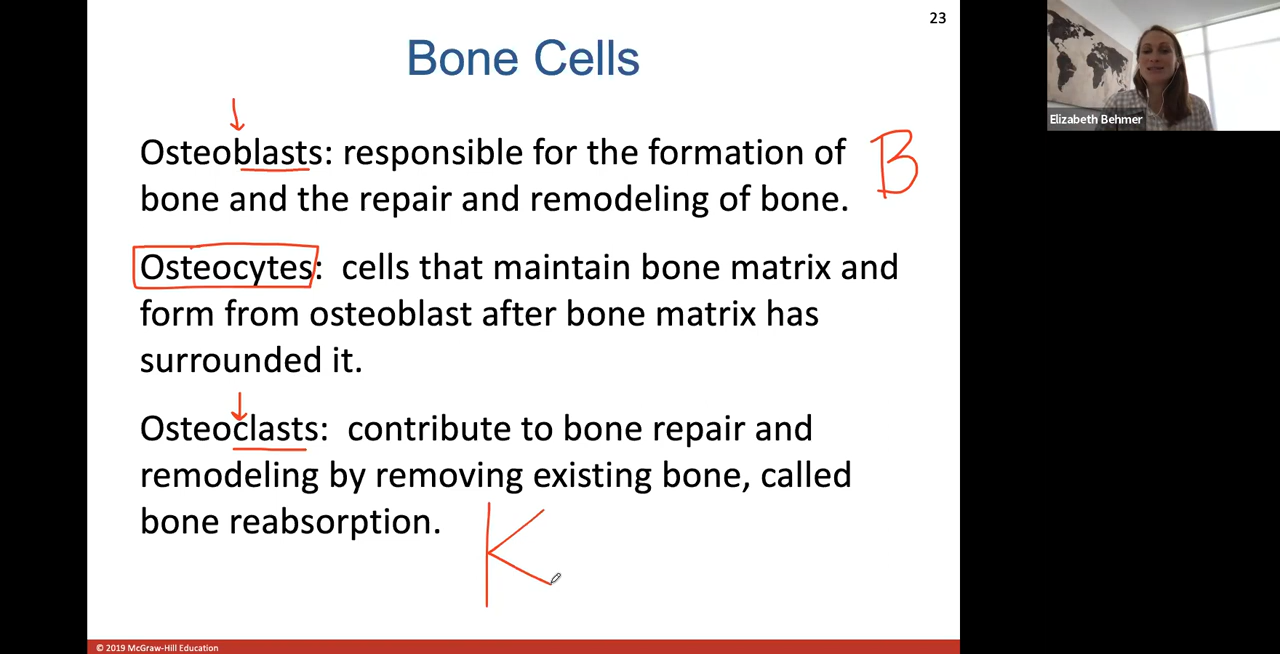 23
Bone Cells
Elizabeth Behmer
Osteoblasts: responsible for the formation of
bone and the repair and remodeling of bone.
B
Osteocytes: cells that maintain bone matrix and
form from osteoblast after bone matrix has
surrounded it.
Osteoclasts: contribute to bone repair and
remodeling by removing existing bone, called
bone reabsorption.
K
© 2019 McGraw-Hill Education